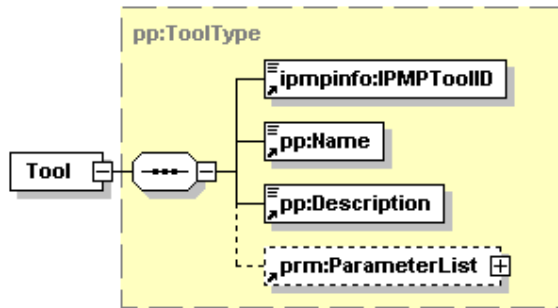 pp:ToolType
ipmpinfo:IPMPToolID
pp:Name
Tool
pp:Description
prm:ParameterList